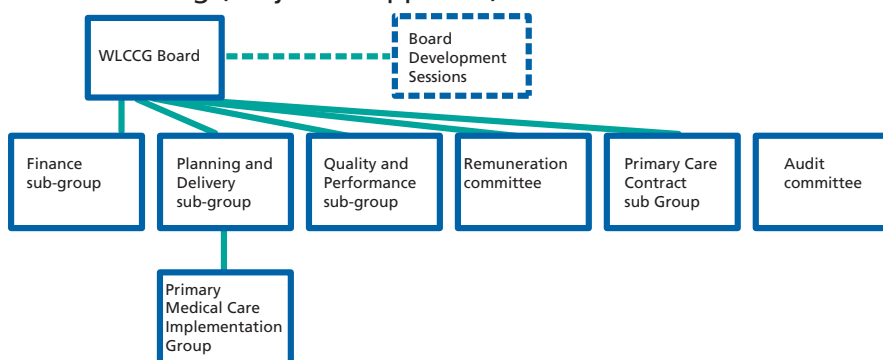 WLCCG Board
Board
Development
Sessions
Finance
sub-group
Planning and
Delivery
sub-group
Quality and
Performance
sub-group
Remuneration
committee
Primary Care
Contract
sub Group
Audit
committee
Primary
Medical Care
Implementation
Group